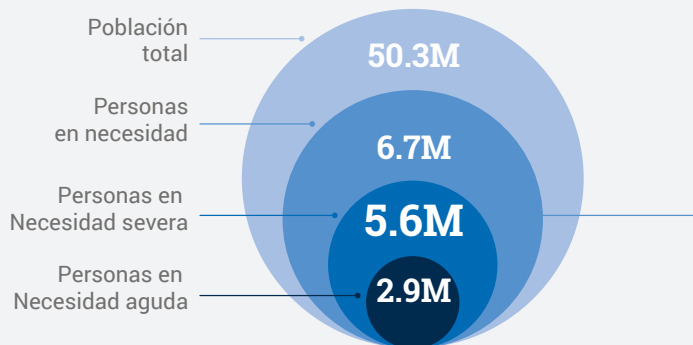 Población
total
50.3M
Personas
en necesidad
6.7M
Personas en
Necesidad severa
5.6M
Personas en
Necesidad aguda
2.9M